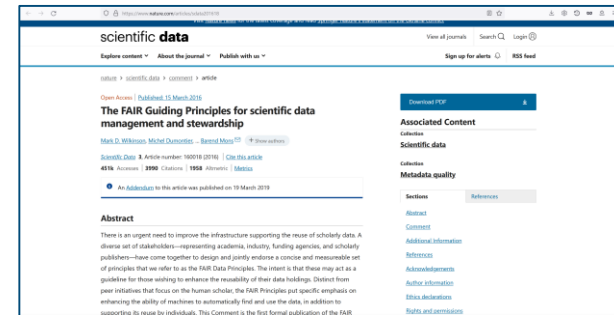 https://www.nature.com/articles/sdata201618
scientific data
View all journals
Search
Login
Explore content
About the journal
Publish with us
Sign up for alerts
RSS feed
nature > scientific data > comment > article
Open Access | Published: 15 March 2016
The FAIR Guiding Principles for scientific data
management and stewardship
Mark D. Wilkinson, Michel Dumontier, … Barend Mons
+ Show authors
Scientific Data 3, Article number: 160018 (2016) | Cite this article
451k Accesses | 3990 Citations | 1958 Altmetric | Metrics
An Addendum to this article was published on 19 March 2019
Abstract
There is an urgent need to improve the infrastructure supporting the reuse of scholarly data. A
diverse set of stakeholders—representing academia, industry, funding agencies, and scholarly
publishers—have come together to design and jointly endorse a concise and measureable set
of principles that we refer to as the FAIR Data Principles. The intent is that these may act as a
guideline for those wishing to enhance the reusability of their data holdings. Distinct from
peer initiatives that focus on the human scholar, the FAIR Principles put specific emphasis on
enhancing the ability of machines to automatically find and use the data, in addition to
supporting its reuse by individuals. This Comment is the first formal publication of the FAIR
Download PDF
Associated Content
Collection
Scientific data
Collection
Metadata quality
Sections
References
Abstract
Comment
Additional Information
References
Acknowledgements
Author information
Ethics declarations
Rights and permissions